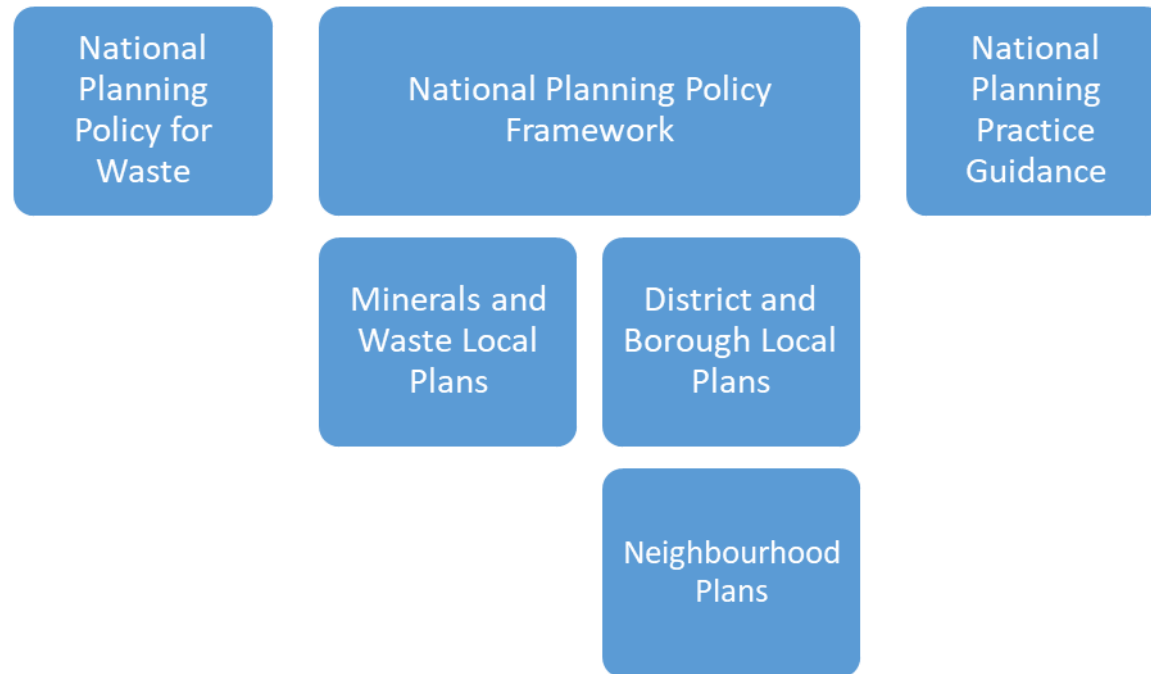 National
Planning
Policy for
Waste
National Planning Policy
Framework
National
Planning
Practice
Guidance
Minerals and
Waste Local
Plans
District and
Borough Local
Plans
Neighbourhood
Plans